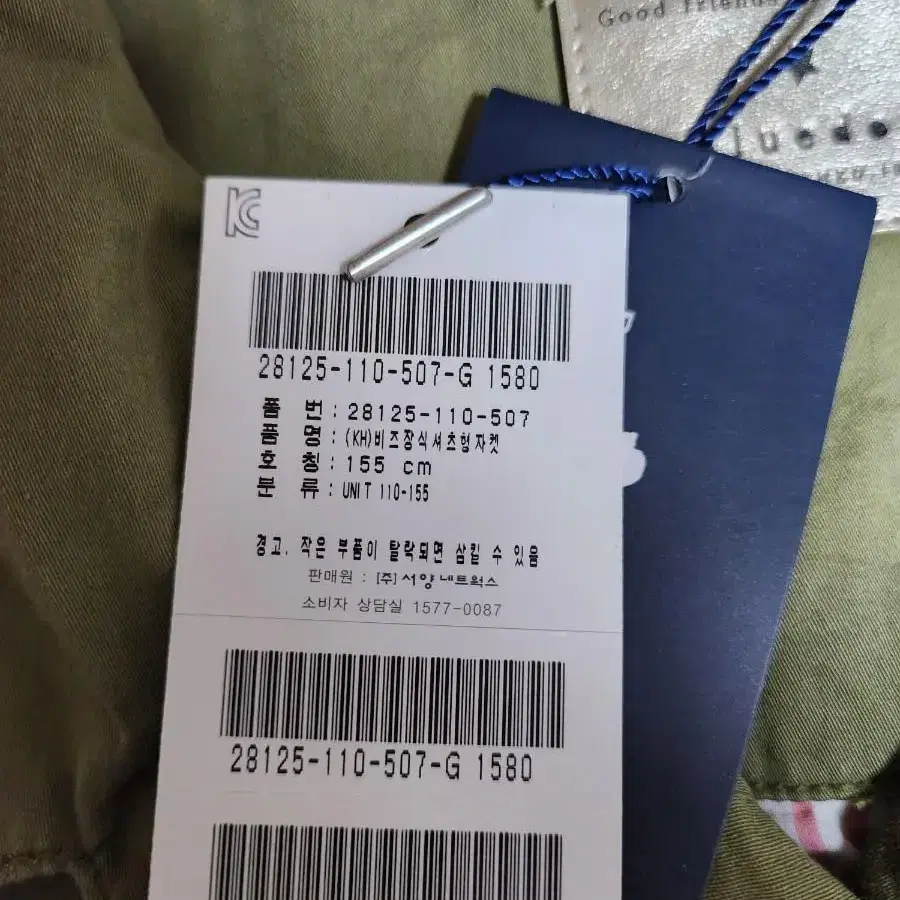 Good friend
luedo
KC
28125-110-507-G 1580
품 번 : 28125-110-507
품 명 : (KH)비즈장식셔츠형자켓
호 칭 : 155 cm
분 류 : UNIT 110-155
경고. 작은 부품이 탈락되면 삼킬 수 있음
판매원 : [주] 서양네트웍스
소비자 상담실 1577-0087
28125-110-507-G 1580